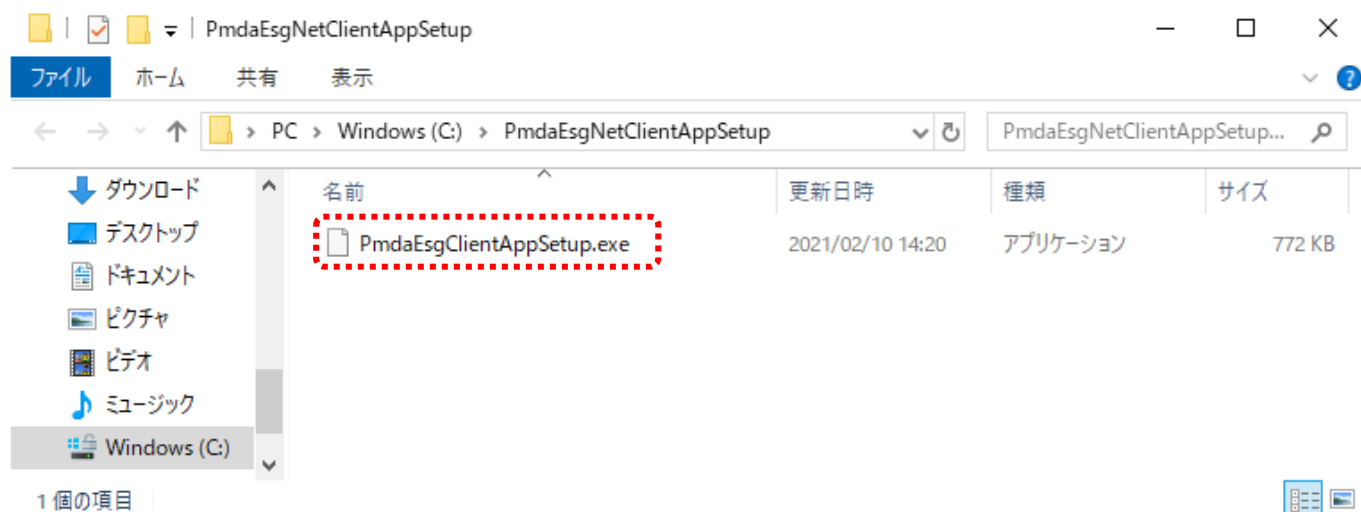 PmdaEsgNetClientAppSetup
ファイル ホーム 共有 表示
PC > Windows (C:) > PmdaEsgNetClientAppSetup PmdaEsgNetClientAppSetup...
名前 更新日時 種類 サイズ
PmdaEsgClientAppSetup.exe 2021/02/10 14:20 アプリケーション 772 KB
ダウンロード
デスクトップ
ドキュメント
ピクチャ
ビデオ
ミュージック
Windows (C:)
1 個の項目